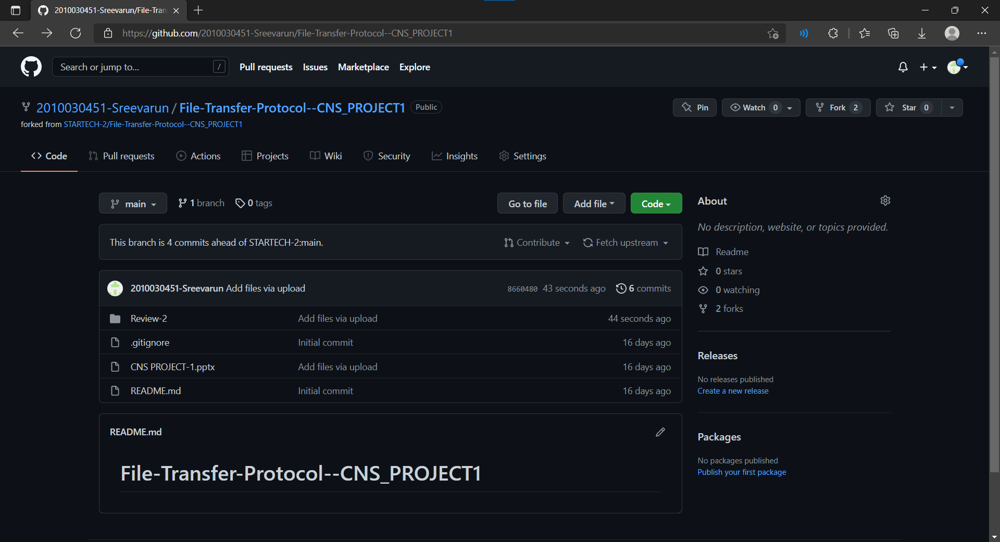 2010030451-Sreevarun/File-Tran
https://github.com/2010030451-Sreevarun/File-Transfer-Protocol--CNS_PROJECT1
Search or jump to... / Pull requests Issues Marketplace Explore
2010030451-Sreevarun / File-Transfer-Protocol--CNS_PROJECT1 Public Pin Watch 0 Fork 2 Star 0
forked from STARTECH-2/File-Transfer-Protocol--CNS_PROJECT1
Code Pull requests Actions Projects Wiki Security Insights Settings
main 1 branch 0 tags Go to file Add file Code
This branch is 4 commits ahead of STARTECH-2:main. Contribute Fetch upstream
2010030451-Sreevarun Add files via upload 8660480 43 seconds ago 6 commits
Review-2 Add files via upload 44 seconds ago
.gitignore Initial commit 16 days ago
CNS PROJECT-1.pptx Add files via upload 16 days ago
README.md Initial commit 16 days ago
README.md
File-Transfer-Protocol--CNS_PROJECT1
About
No description, website, or topics provided.
Readme
0 stars
0 watching
2 forks
Releases
No releases published
Create a new release
Packages
No packages published
Publish your first package